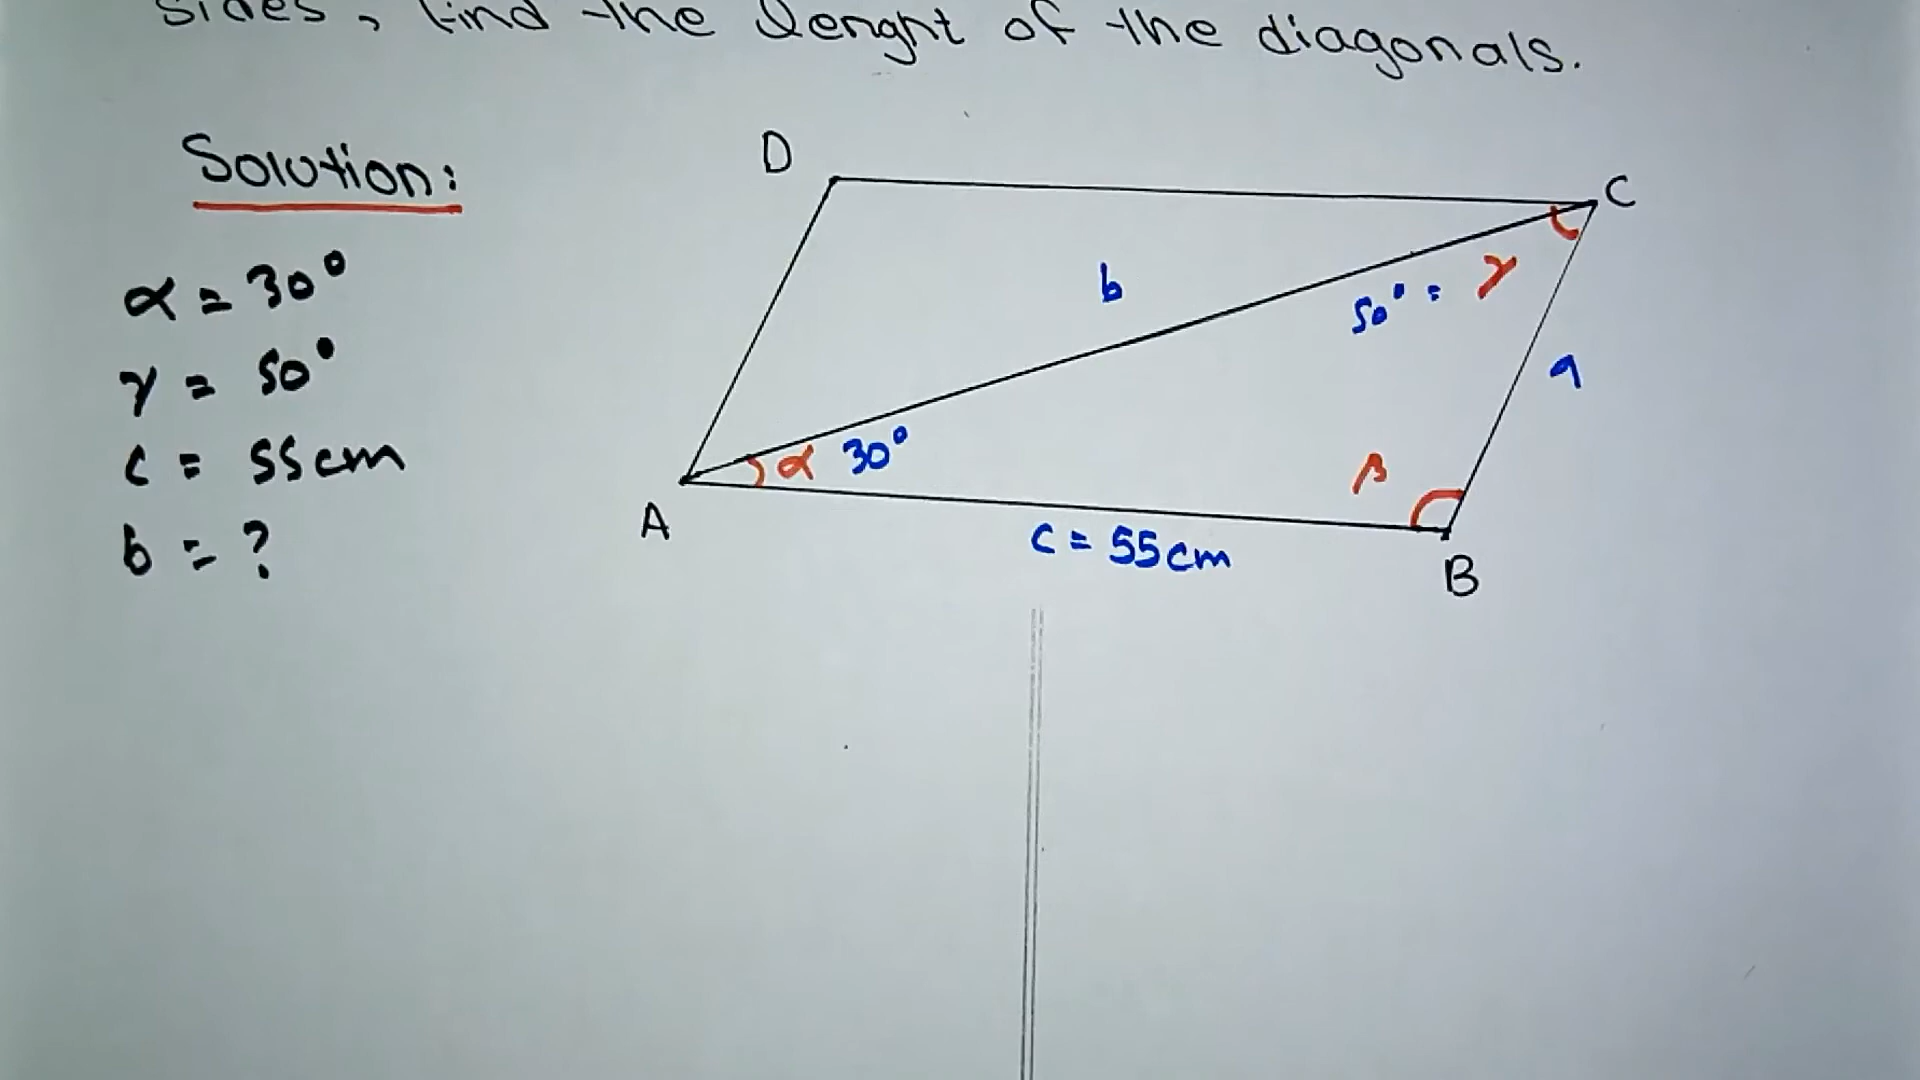 sides, find the lenght of the diagonals.
Solution:
α = 30°
γ = 50°
c = 55cm
b = ?
D
C
b
50° = γ
a
α 30°
β
A
c = 55cm
B